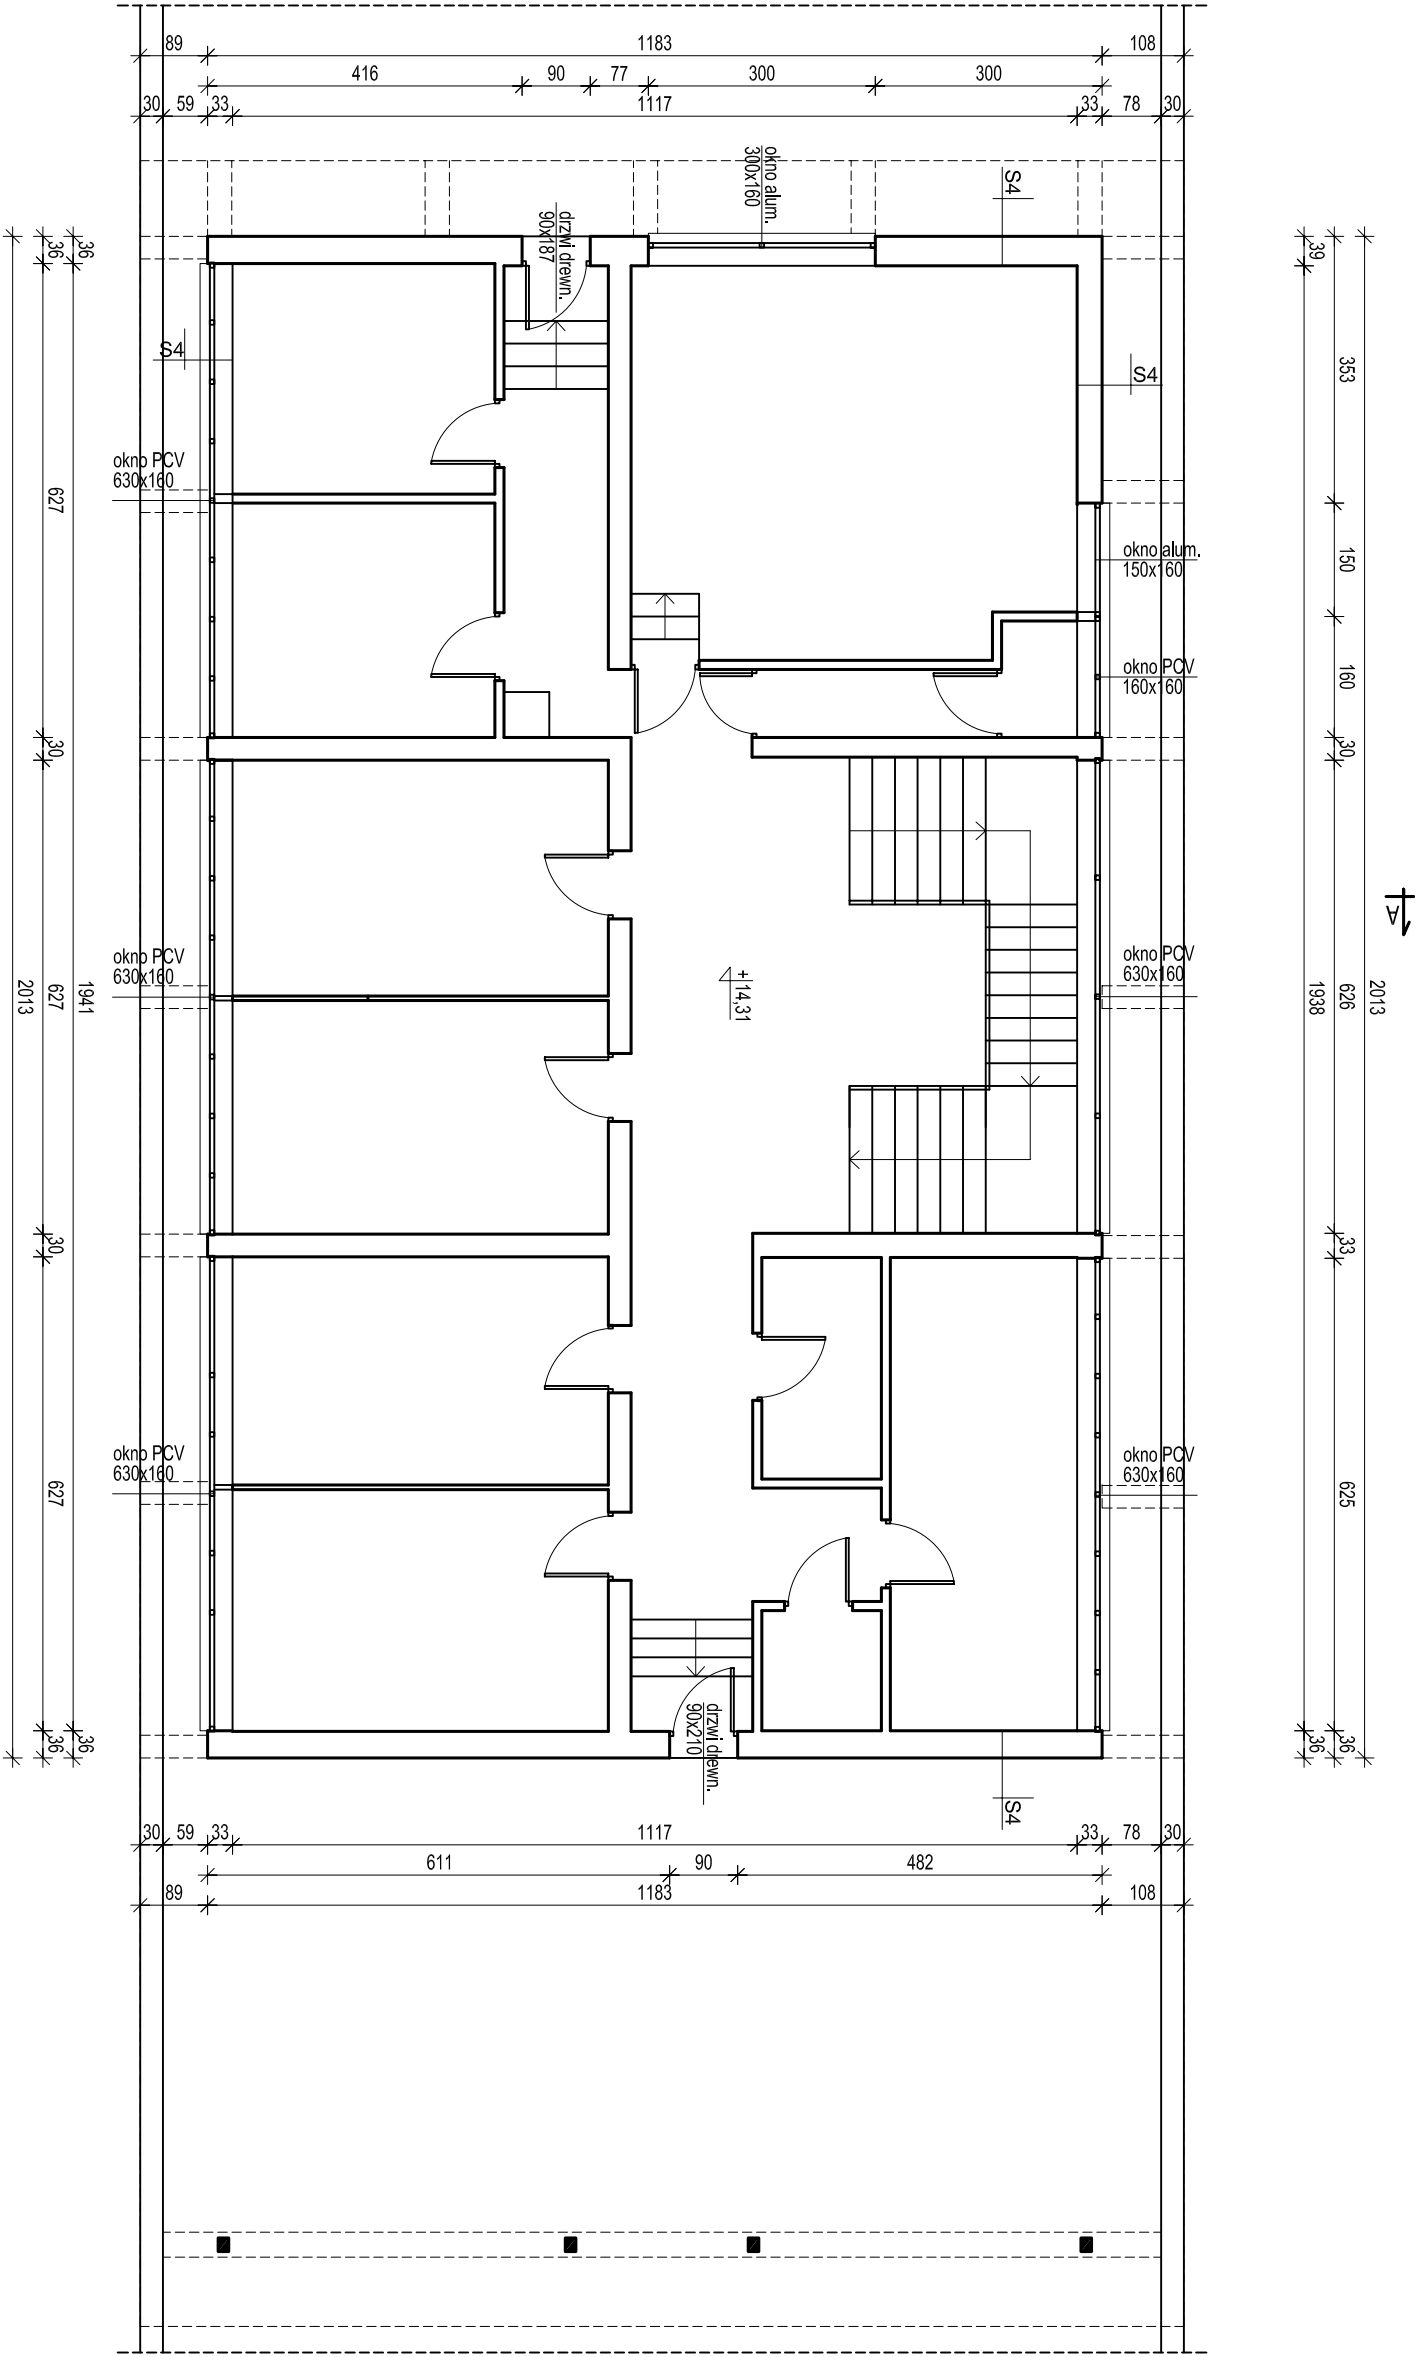 89
1183
108
416
90
77
300
300
30
59
33
1117
33
78
30
okno alum.
300x160
S4
drzwi drewn.
90x187
36
36
39
S4
353
S4
okno PCV
630x160
627
okno alum.
150x160
150
okno PCV
160x160
160
30
30
A
okno PCV
630x160
+14,31
okno PCV
630x160
2013
627
1941
1938
626
2013
30
33
okno PCV
630x160
627
okno PCV
630x160
625
drzwi drewn.
90x210
36
36
36
36
S4
30
59
33
1117
33
78
30
611
90
482
89
1183
108